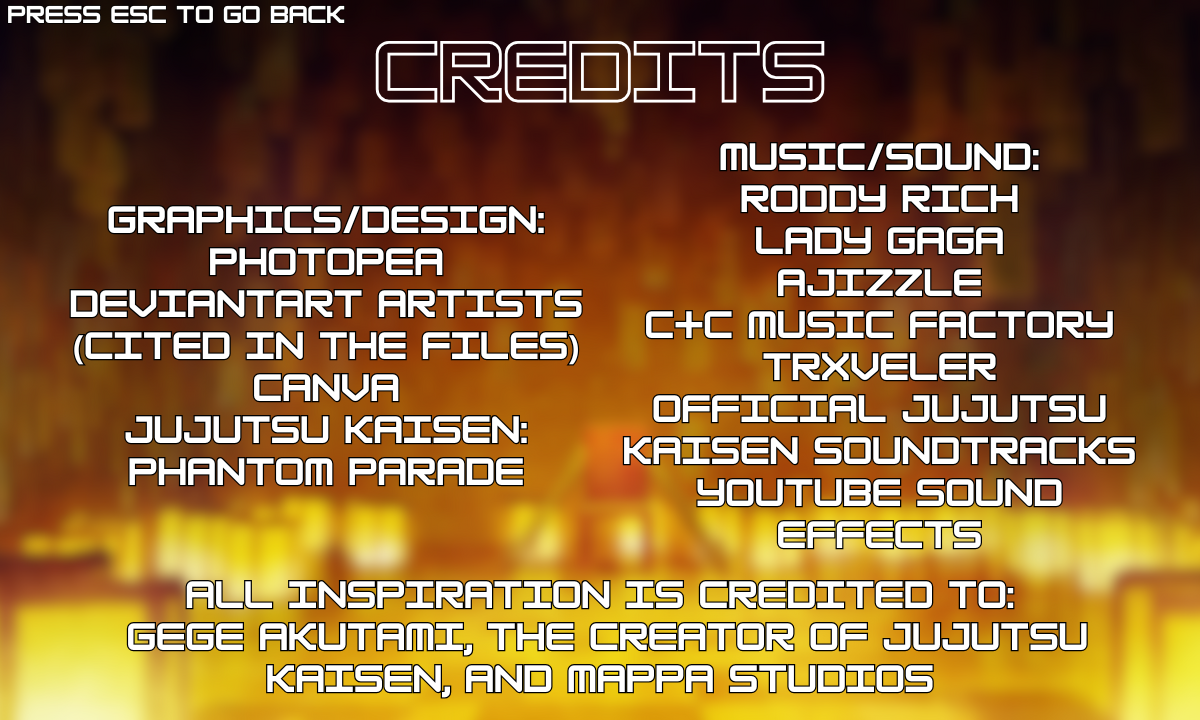 PRESS ESC TO GO BACK
CREDITS
GRAPHICS/DESIGN:
PHOTOPEA
DEVIANTART ARTISTS
(CITED IN THE FILES)
CANVA
JUJUTSU KAISEN:
PHANTOM PARADE
MUSIC/SOUND:
RODDY RICH
LADY GAGA
AJIZZLE
C+C MUSIC FACTORY
TRXVELER
OFFICIAL JUJUTSU
KAISEN SOUNDTRACKS
YOUTUBE SOUND
EFFECTS
ALL INSPIRATION IS CREDITED TO:
GEGE AKUTAMI, THE CREATOR OF JUJUTSU
KAISEN, AND MAPPA STUDIOS